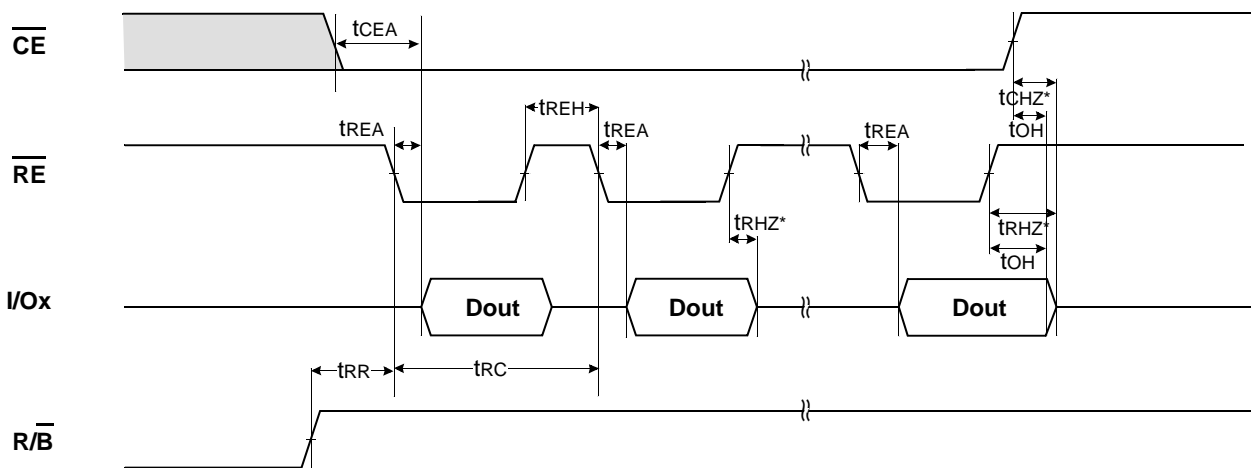 CE
tCEA
tCHZ*
tOH
tREH
tREA
tREA
tREA
RE
tRHZ*
tRHZ*
tOH
I/Ox
Dout
Dout
Dout
tRR
tRC
R/B